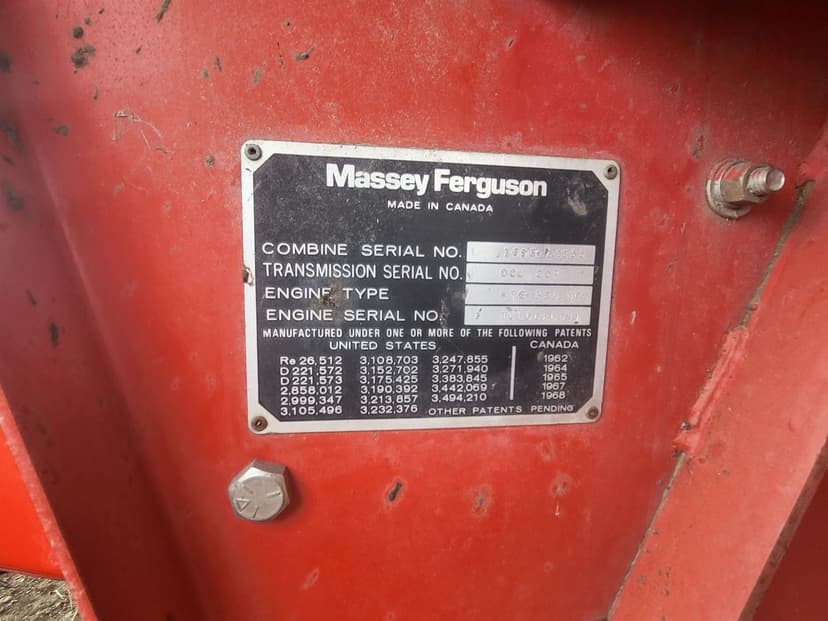 Massey Ferguson
MADE IN CANADA
COMBINE SERIAL NO.
TRANSMISSION SERIAL NO.
ENGINE TYPE
ENGINE SERIAL NO.
MANUFACTURED UNDER ONE OR MORE OF THE FOLLOWING PATENTS
UNITED STATES CANADA
Re 26,512 3,108,703 3,247,855 1962
D 221,572 3,152,702 3,271,940 1964
D 221,573 3,175,425 3,383,845 1965
2,858,012 3,190,392 3,442,069 1967
2,999,347 3,213,857 3,494,210 1968
3,105,496 3,232,376 OTHER PATENTS PENDING